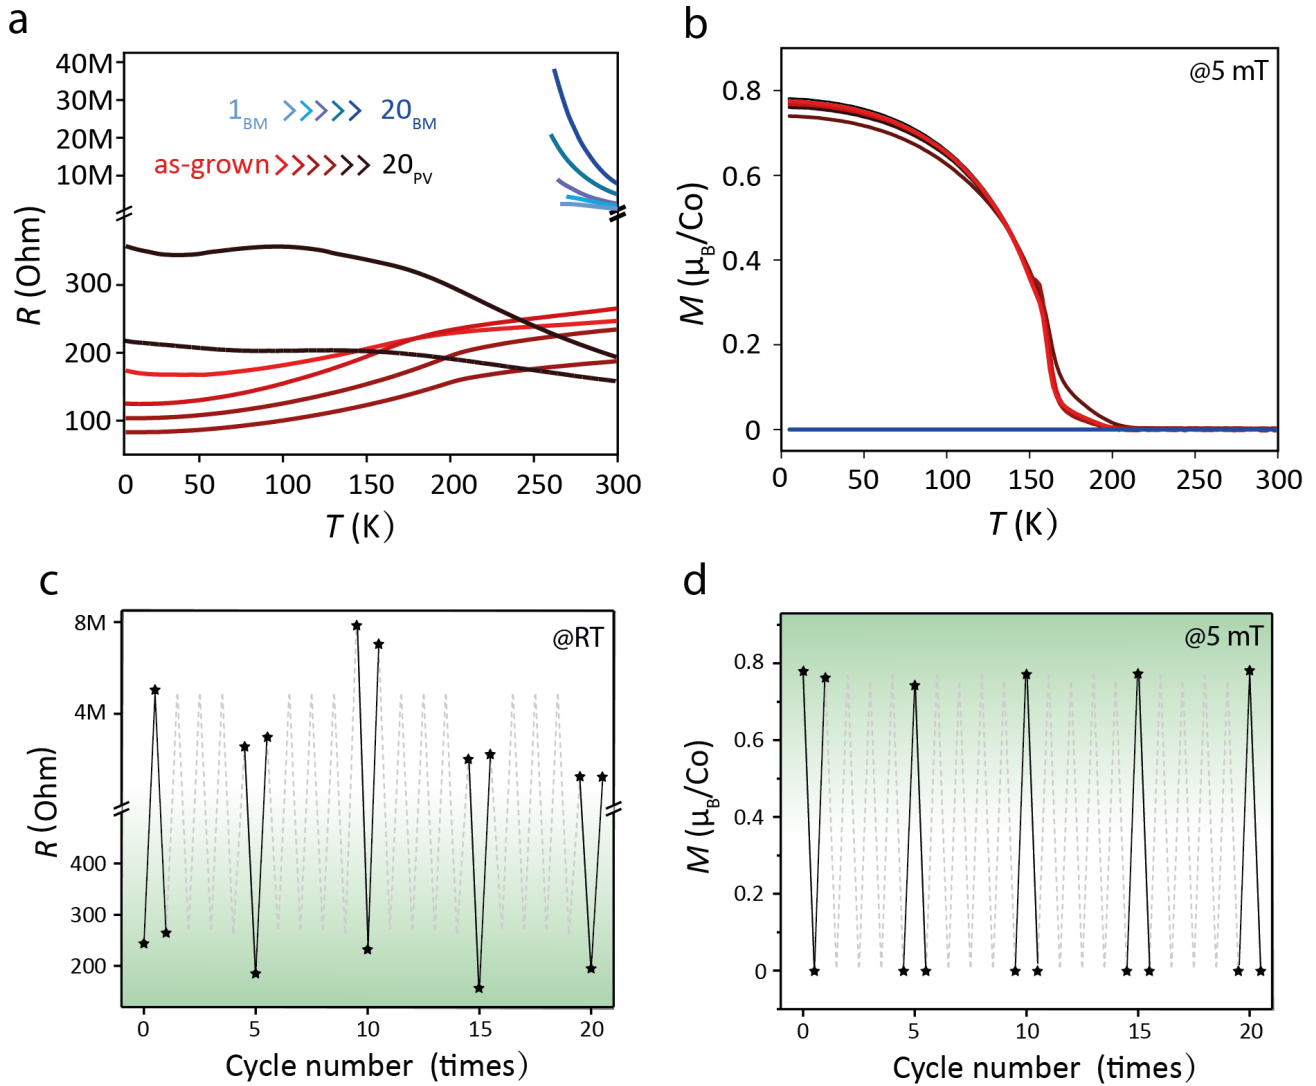 a
40M
30M
20M
10M
300
200
100
R (Ohm)
1BM >>>>> 20BM
as-grown >>>>>> 20PV
0 50 100 150 200 250 300
T (K)
b
@5 mT
0.8
0.6
0.4
0.2
0
M (μB/Co)
0 50 100 150 200 250 300
T (K)
c
@RT
8M
4M
400
300
200
R (Ohm)
0 5 10 15 20
Cycle number (times)
d
@5 mT
0.8
0.6
0.4
0.2
0
M (μB/Co)
0 5 10 15 20
Cycle number (times)